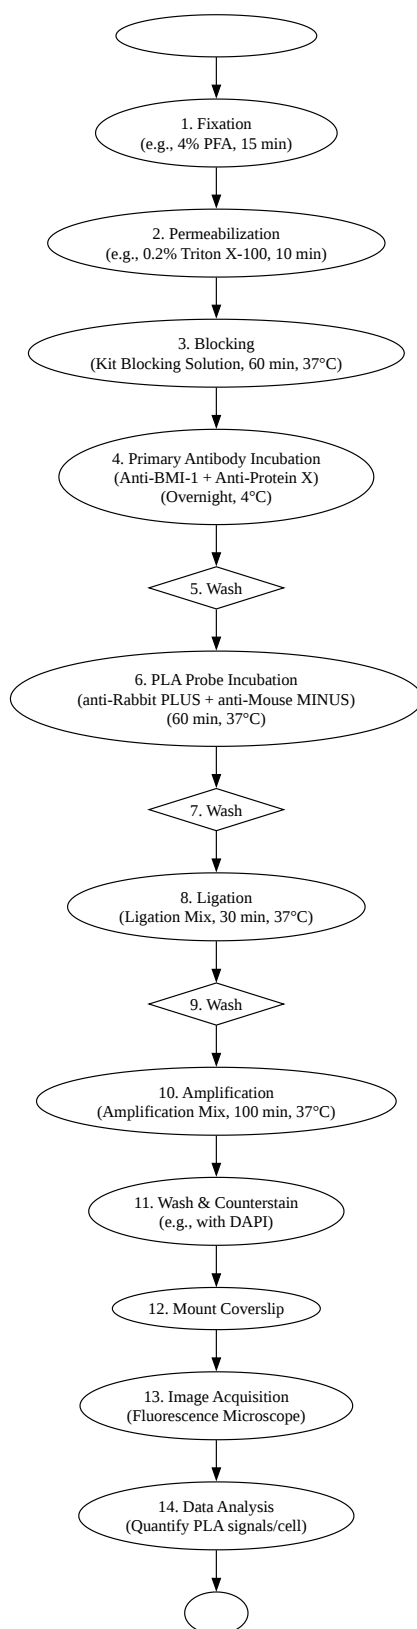 1. Fixation
(e.g., 4% PFA, 15 min)
2. Permeabilization
(e.g., 0.2% Triton X-100, 10 min)
3. Blocking
(Kit Blocking Solution, 60 min, 37°C)
4. Primary Antibody Incubation
(Anti-BMI-1 + Anti-Protein X)
(Overnight, 4°C)
5. Wash
6. PLA Probe Incubation
(anti-Rabbit PLUS + anti-Mouse MINUS)
(60 min, 37°C)
7. Wash
8. Ligation
(Ligation Mix, 30 min, 37°C)
9. Wash
10. Amplification
(Amplification Mix, 100 min, 37°C)
11. Wash & Counterstain
(e.g., with DAPI)
12. Mount Coverslip
13. Image Acquisition
(Fluorescence Microscope)
14. Data Analysis
(Quantify PLA signals/cell)